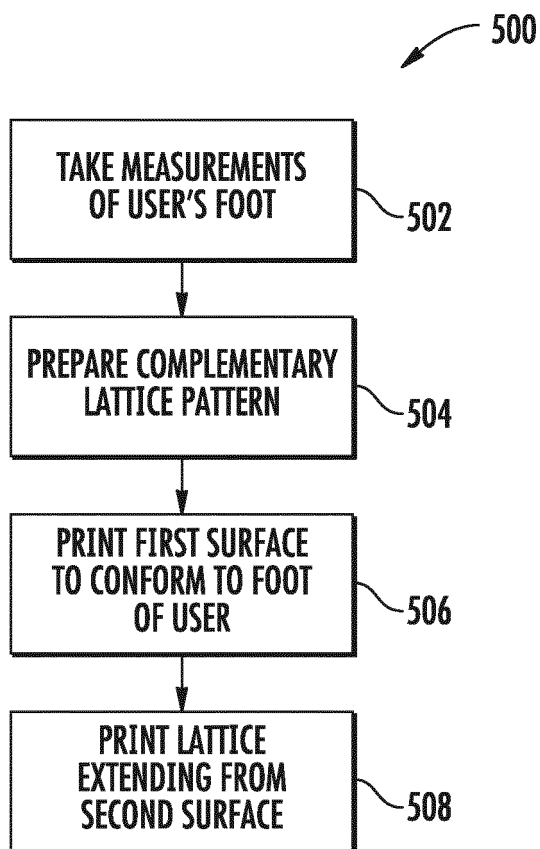 500
TAKE MEASUREMENTS
OF USER'S FOOT
502
PREPARE COMPLEMENTARY
LATTICE PATTERN
504
PRINT FIRST SURFACE
TO CONFORM TO FOOT
OF USER
506
PRINT LATTICE
EXTENDING FROM
SECOND SURFACE
508